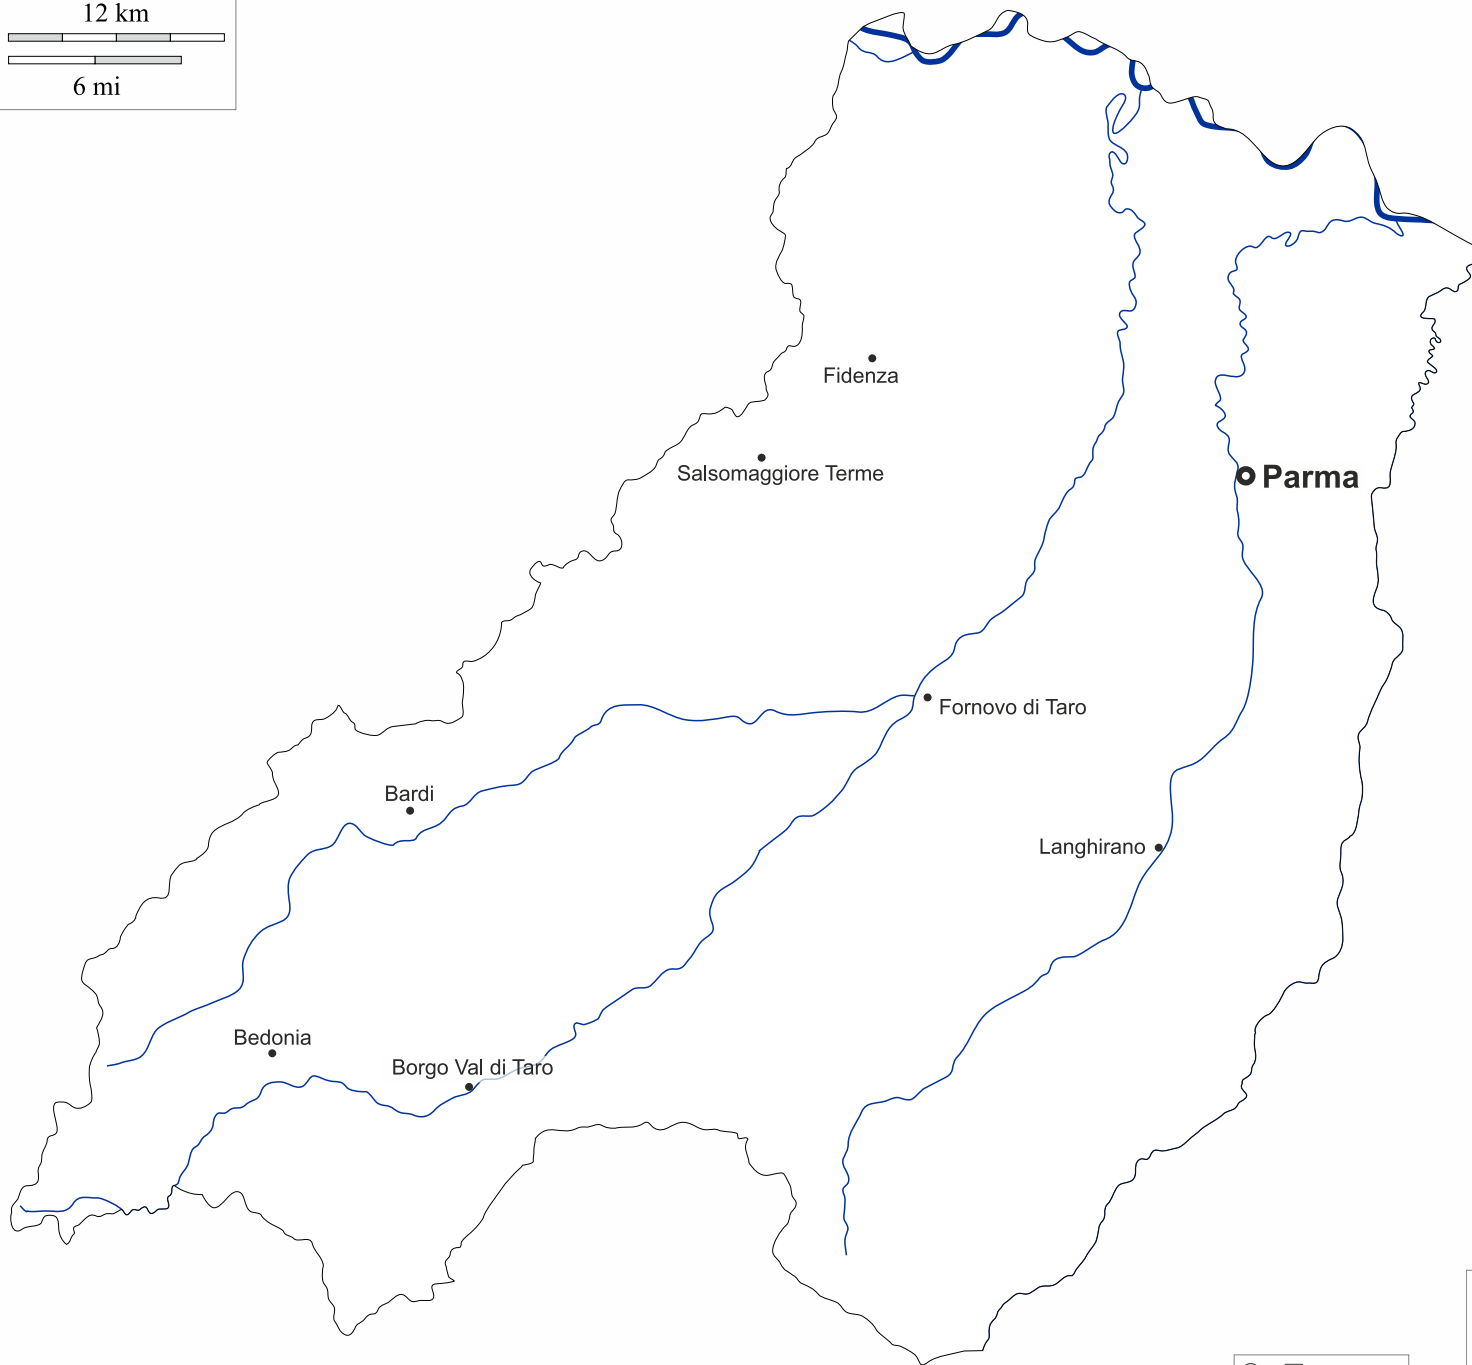 12 km
6 mi
Fidenza
Salsomaggiore Terme
Parma
Fornovo di Taro
Bardi
Langhirano
Bedonia
Borgo Val di Taro